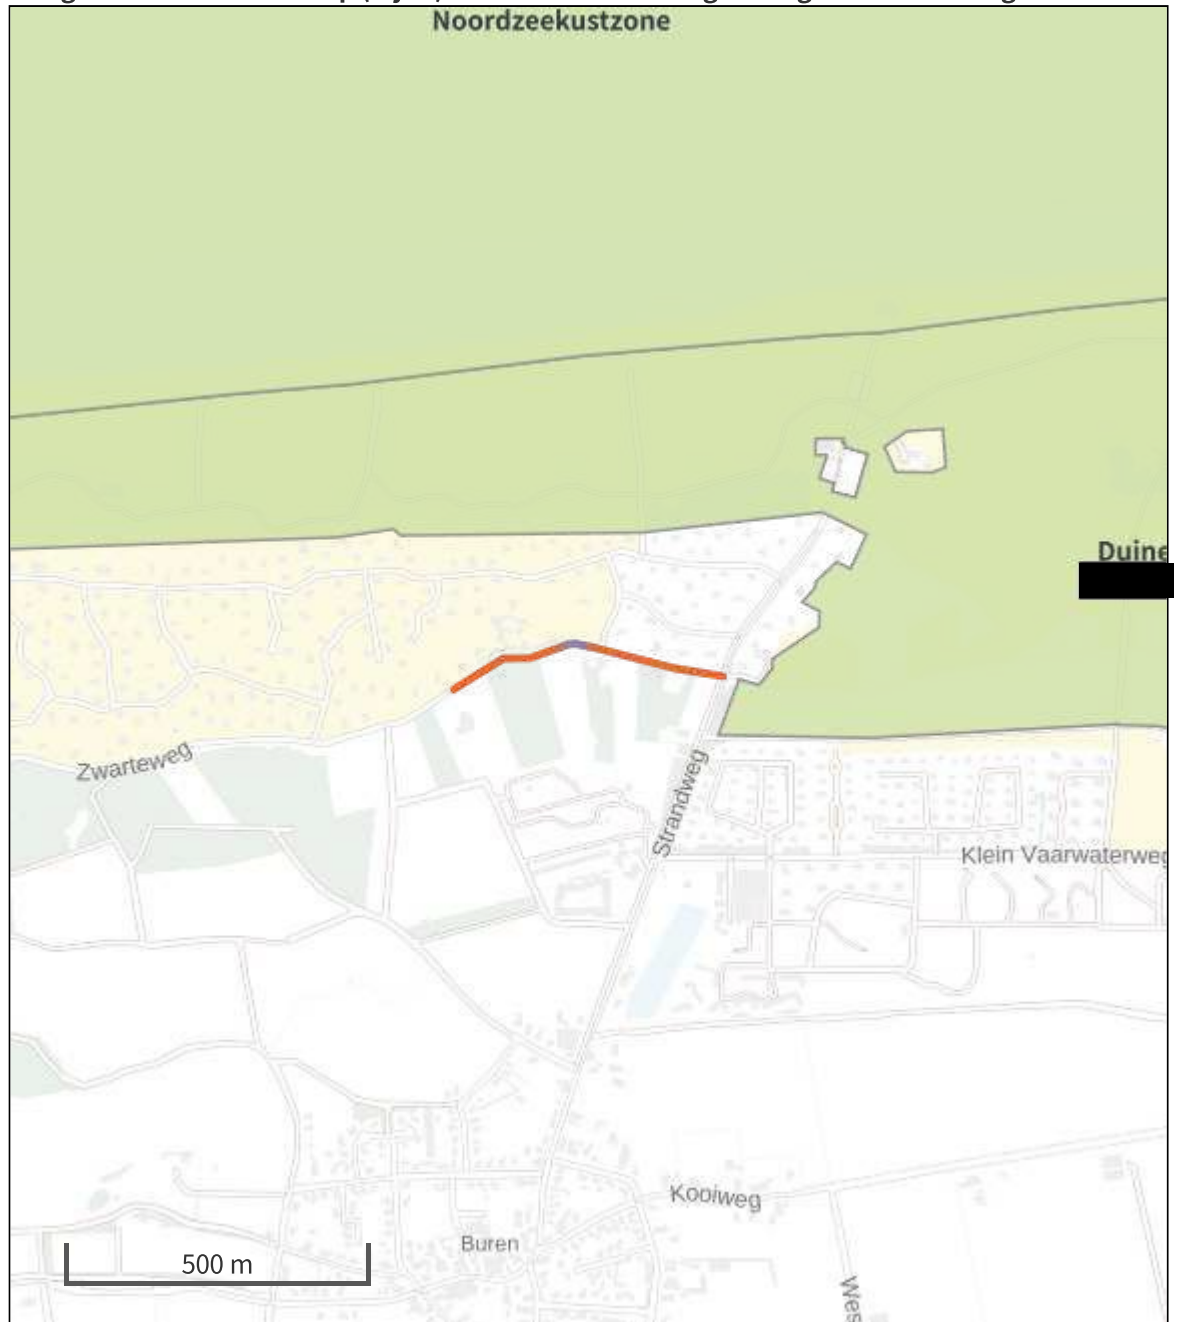 Noordzeekustzone
Duine
Zwarteweg
Strandweg
Klein Vaarwaterweg
Kooiweg
Buren
500 m
Wes